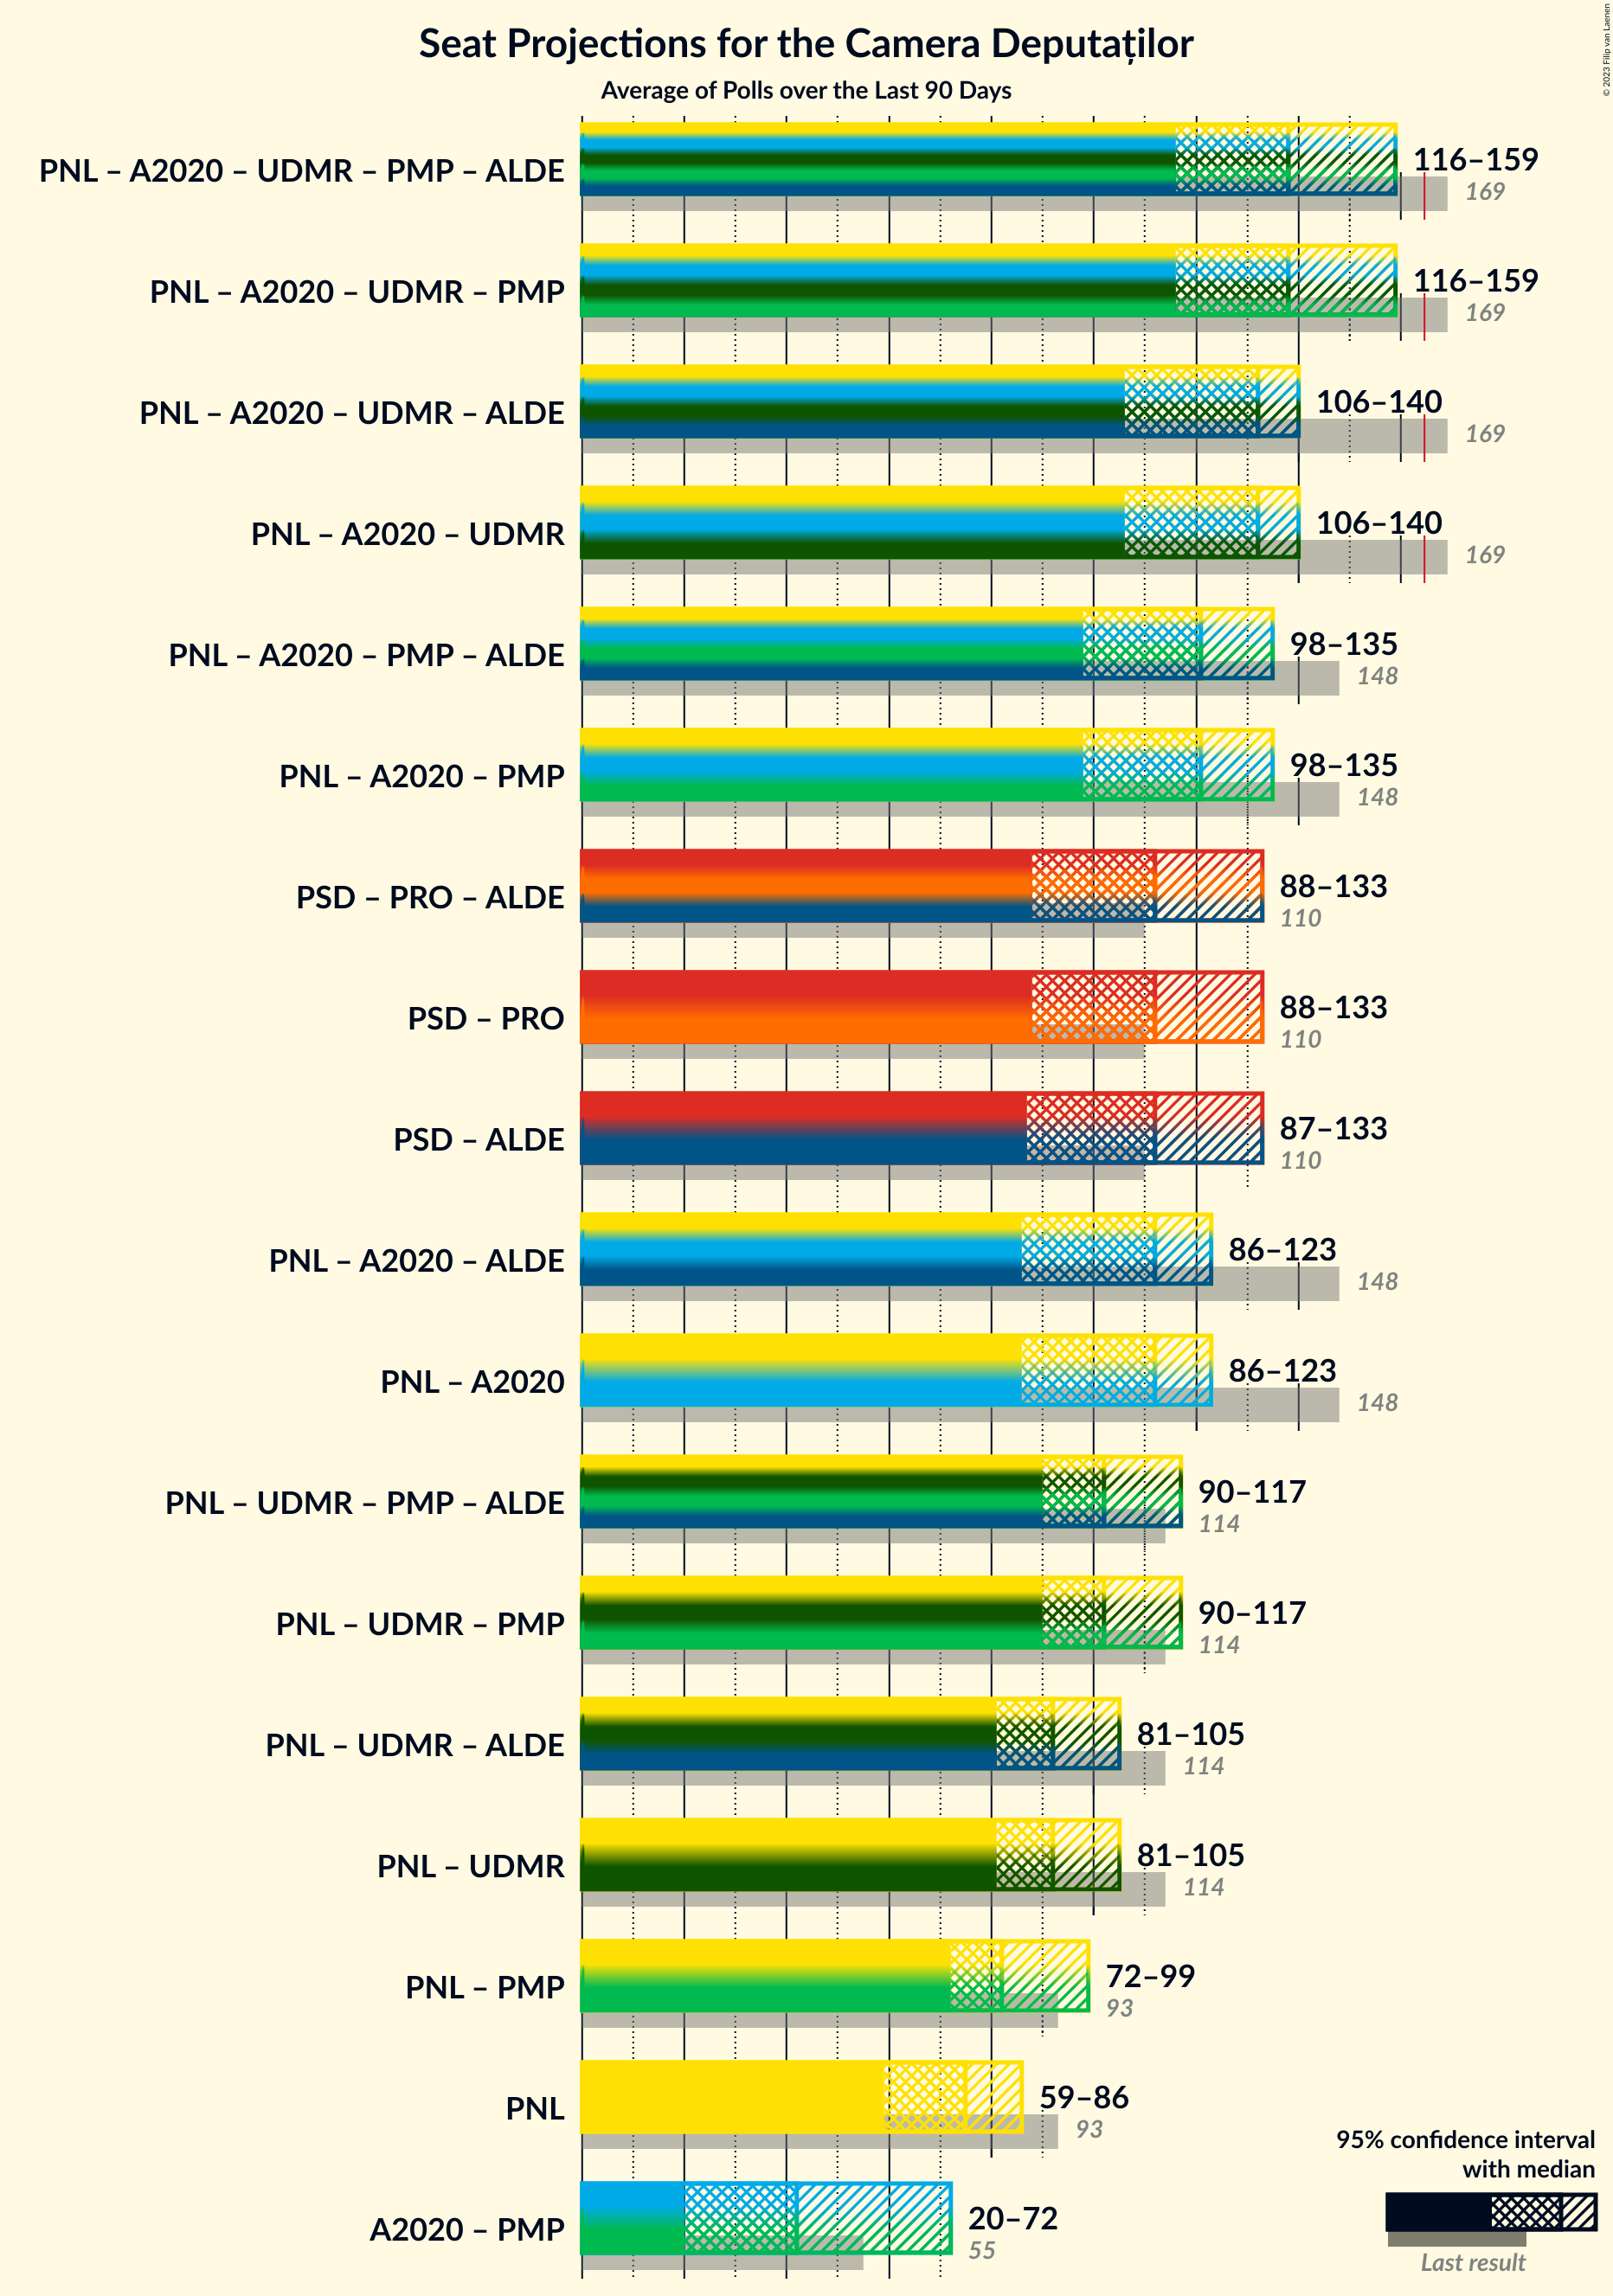 Seat Projections for the Camera Deputaților
Average of Polls over the Last 90 Days
© 2023 Filip van Laenen
PNL – A2020 – UDMR – PMP – ALDE
116–159
169
PNL – A2020 – UDMR – PMP
116–159
169
PNL – A2020 – UDMR – ALDE
106–140
169
PNL – A2020 – UDMR
106–140
169
PNL – A2020 – PMP – ALDE
98–135
148
PNL – A2020 – PMP
98–135
148
PSD – PRO – ALDE
88–133
110
PSD – PRO
88–133
110
PSD – ALDE
87–133
110
PNL – A2020 – ALDE
86–123
148
PNL – A2020
86–123
148
PNL – UDMR – PMP – ALDE
90–117
114
PNL – UDMR – PMP
90–117
114
PNL – UDMR – ALDE
81–105
114
PNL – UDMR
81–105
114
PNL – PMP
72–99
93
PNL
59–86
93
A2020 – PMP
20–72
55
95% confidence interval
with median
Last result